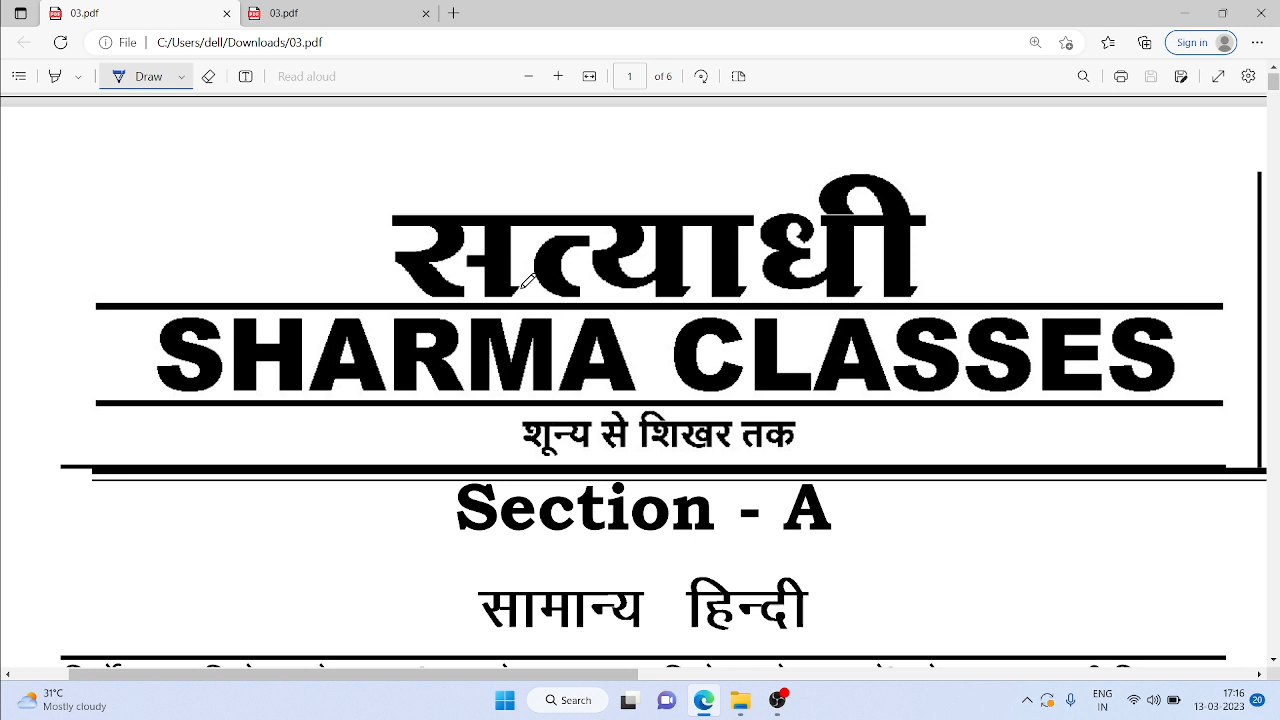 03.pdf 03.pdf
File C:/Users/dell/Downloads/03.pdf Sign in
Draw Read aloud 1 of 6
सत्याधी
SHARMA CLASSES
शून्य से शिखर तक
Section - A
सामान्य हिन्दी
31°C
Mostly cloudy
Search
ENG
IN
17:16
13-03-2023
20